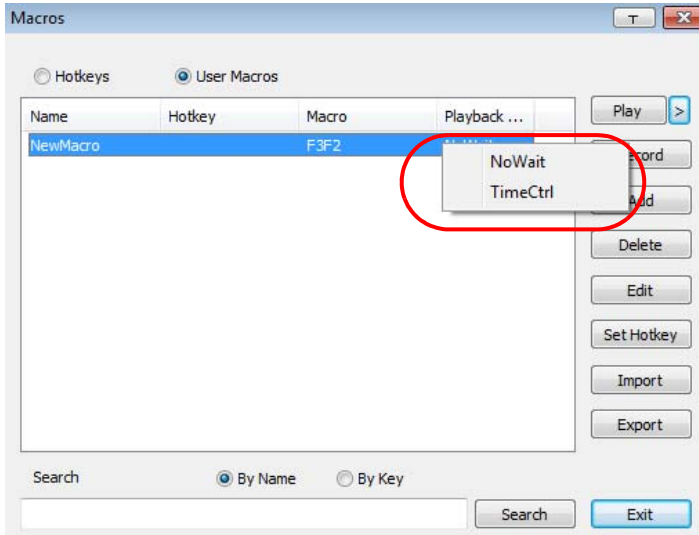 Macros
Hotkeys User Macros
Name Hotkey Macro Playback ...
NewMacro F3F2
NoWait
TimeCtrl
Play >
Add
Delete
Edit
Set Hotkey
Import
Export
Search By Name By Key
Search Exit